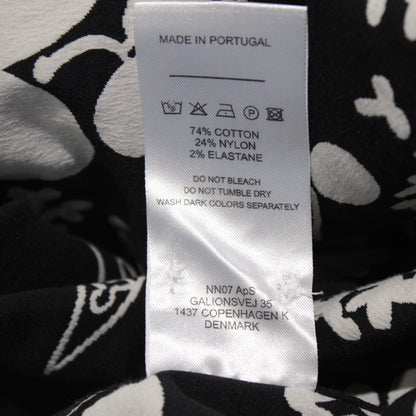 MADE IN PORTUGAL
74% COTTON
24% NYLON
2% ELASTANE
DO NOT BLEACH
DO NOT TUMBLE DRY
WASH DARK COLORS SEPARATELY
NN07 ApS
GALIONSVEJ 35
1437 COPENHAGEN K
DENMARK